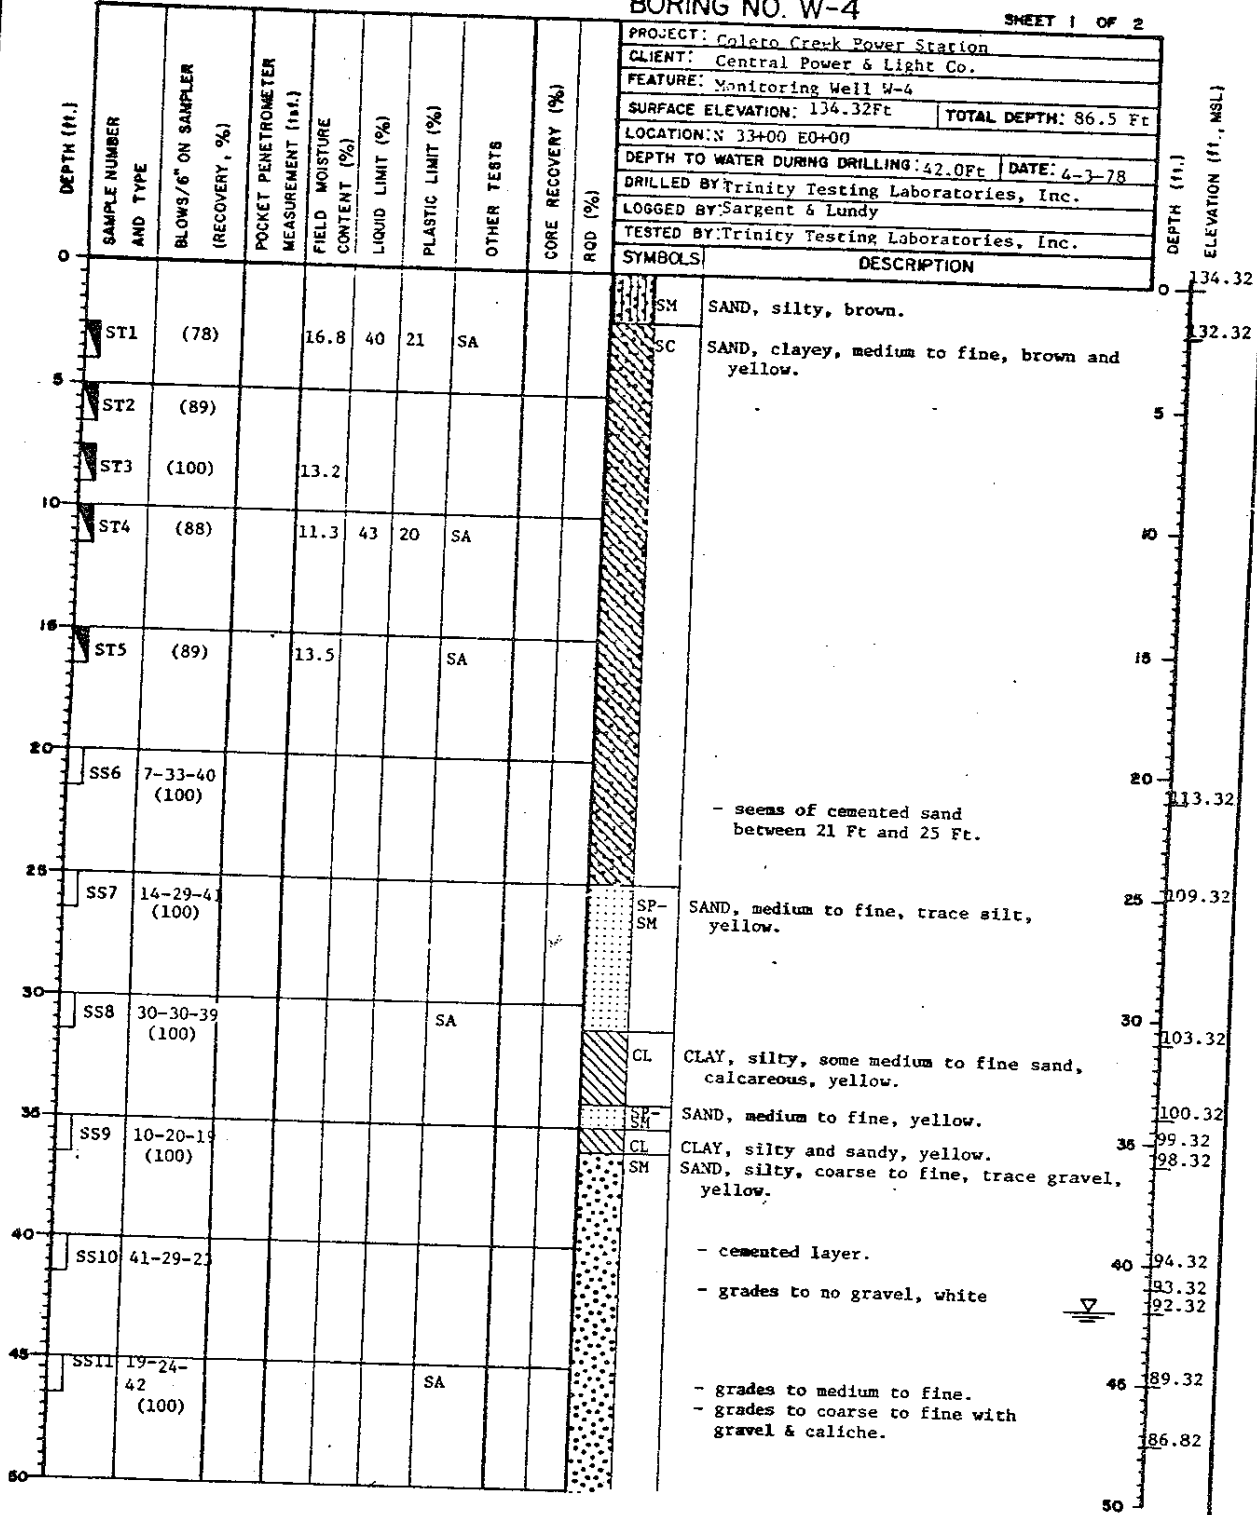 BORING NO. W-4
SHEET 1 OF 2
PROJECT: Coleto Creek Power Station
CLIENT: Central Power & Light Co.
FEATURE: Monitoring Well W-4
SURFACE ELEVATION: 134.32Ft
TOTAL DEPTH: 86.5 Ft
LOCATION: N 33+00 E0+00
DEPTH TO WATER DURING DRILLING: 42.0Ft
DATE: 4-3-78
DRILLED BY: Trinity Testing Laboratories, Inc.
LOGGED BY: Sargent & Lundy
TESTED BY: Trinity Testing Laboratories, Inc.
SYMBOLS
DESCRIPTION
DEPTH (ft.)
SAMPLE NUMBER
AND TYPE
BLOWS/6" ON SAMPLER
(RECOVERY, %)
POCKET PENETROMETER
MEASUREMENT (tsf.)
FIELD MOISTURE
CONTENT (%)
LIQUID LIMIT (%)
PLASTIC LIMIT (%)
OTHER TESTS
CORE RECOVERY (%)
RQD (%)
DEPTH (ft.)
ELEVATION (ft., MSL)
0
0
134.32
SM
SAND, silty, brown.
ST1
(78)
16.8
40
21
SA
132.32
SC
SAND, clayey, medium to fine, brown and
yellow.
5
ST2
(89)
5
ST3
(100)
13.2
10
ST4
(88)
11.3
43
20
SA
10
15
ST5
(89)
13.5
SA
15
20
SS6
7-33-40
(100)
20
113.32
- seems of cemented sand
between 21 Ft and 25 Ft.
25
SS7
14-29-41
(100)
SP-
SM
SAND, medium to fine, trace silt,
yellow.
25
109.32
30
SS8
30-30-39
(100)
SA
30
103.32
CL
CLAY, silty, some medium to fine sand,
calcareous, yellow.
35
SP-
SM
SAND, medium to fine, yellow.
100.32
SS9
10-20-19
(100)
CL
CLAY, silty and sandy, yellow.
35
99.32
SM
SAND, silty, coarse to fine, trace gravel,
yellow.
98.32
40
SS10
41-29-23
- cemented layer.
40
94.32
93.32
- grades to no gravel, white
92.32
45
SS11
19-24-
42
(100)
SA
45
89.32
- grades to medium to fine.
- grades to coarse to fine with
gravel & caliche.
86.82
50
50